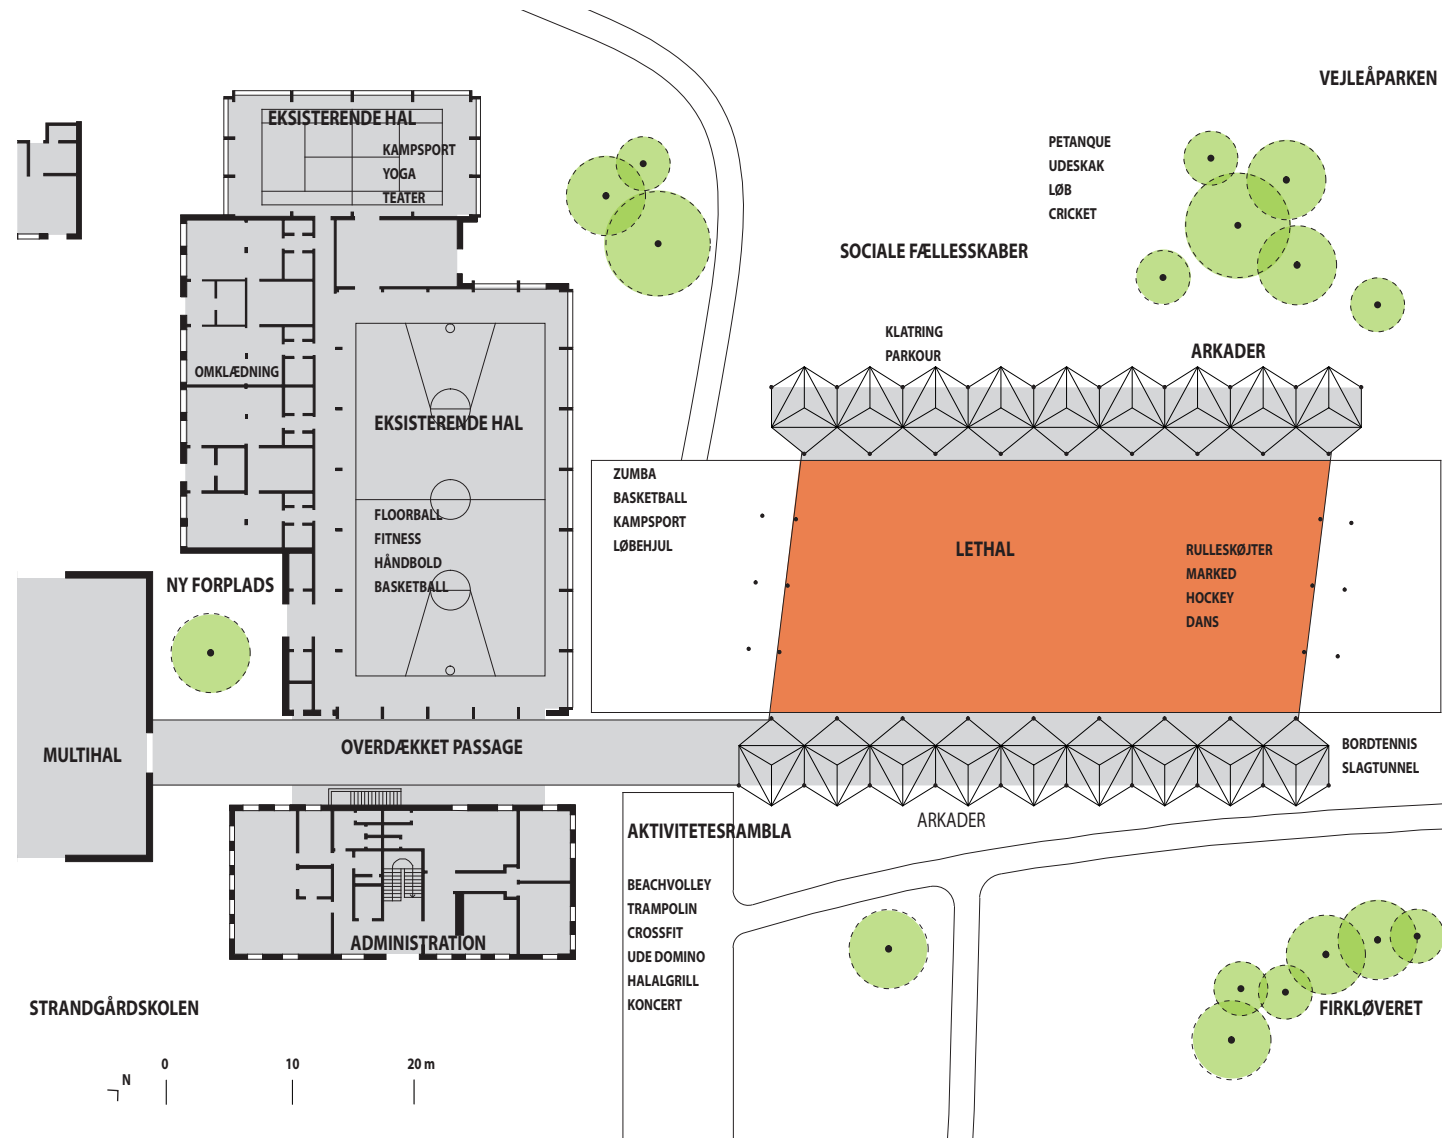 VEJLEÅPARKEN
EKSISTERENDE HAL
KAMPSPORT
YOGA
TEATER
PETANQUE
UDESKAK
LØB
CRICKET
SOCIALE FÆLLESSKABER
KLATRING
PARKOUR
ARKADER
OMKLÆDNING
EKSISTERENDE HAL
FLOORBALL
FITNESS
HÅNDBOLD
BASKETBALL
ZUMBA
BASKETBALL
KAMPSPORT
LØBEHJUL
LETHAL
RULLESKØJTER
MARKED
HOCKEY
DANS
NY FORPLADS
MULTIHAL
OVERDÆKKET PASSAGE
BORDTENNIS
SLAGTUNNEL
ARKADER
AKTIVITETESRAMBLA
BEACHVOLLEY
TRAMPOLIN
CROSSFIT
UDE DOMINO
HALALGRILL
KONCERT
ADMINISTRATION
STRANDGÅRDSKOLEN
FIRKLØVERET
N
0 10 20 m